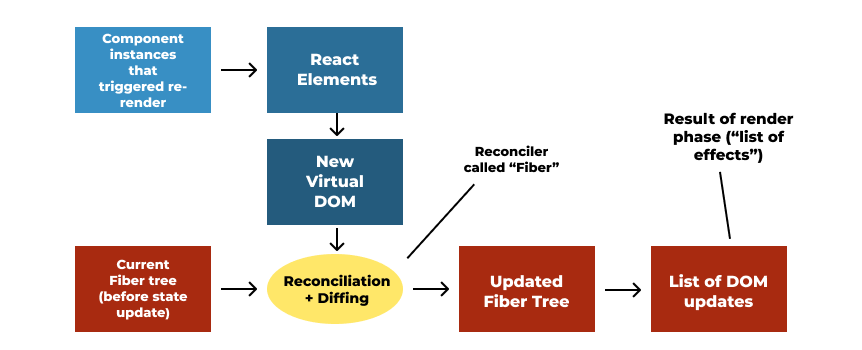 Component
instances
that
triggered re-
render
React
Elements
New
Virtual
DOM
Reconciler
called “Fiber”
Result of render
phase (“list of
effects”)
Current
Fiber tree
(before state
update)
Reconciliation
+ Diffing
Updated
Fiber Tree
List of DOM
updates